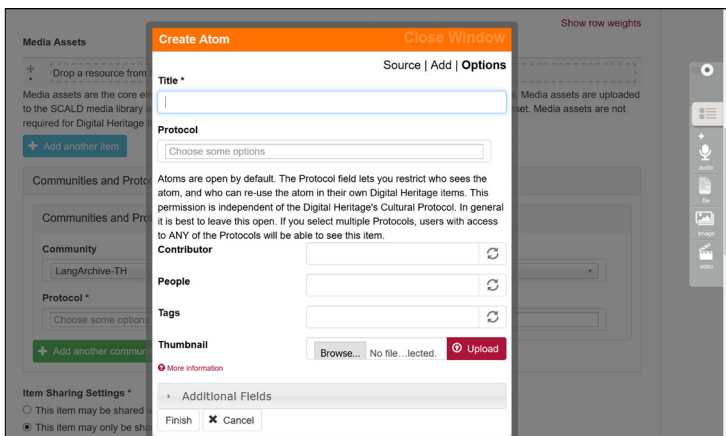 Show row weights
Media Assets
Drop a resource from
Media assets are the core
s. Media assets are uploaded
to the SCALD media library
set. Media assets are not
required for Digital Heritage
+ Add another item
Communities and Proto
Communities and Pro
Community
LangArchive-TH
Protocol *
Choose some options
+ Add another commun
Item Sharing Settings *
This item may be shared
This item may only be sha
Create Atom
Close Window
Source | Add | Options
Title *
Protocol
Choose some options
Atoms are open by default. The Protocol field lets you restrict who sees the
atom, and who can re-use the atom in their own Digital Heritage items. This
permission is independent of the Digital Heritage's Cultural Protocol. In general
it is best to leave this open. If you select multiple Protocols, users with access
to ANY of the Protocols will be able to see this item.
Contributor
People
Tags
Thumbnail
Browse... No file...lected.
Upload
More information
Additional Fields
Finish
Cancel
audio
file
image
video